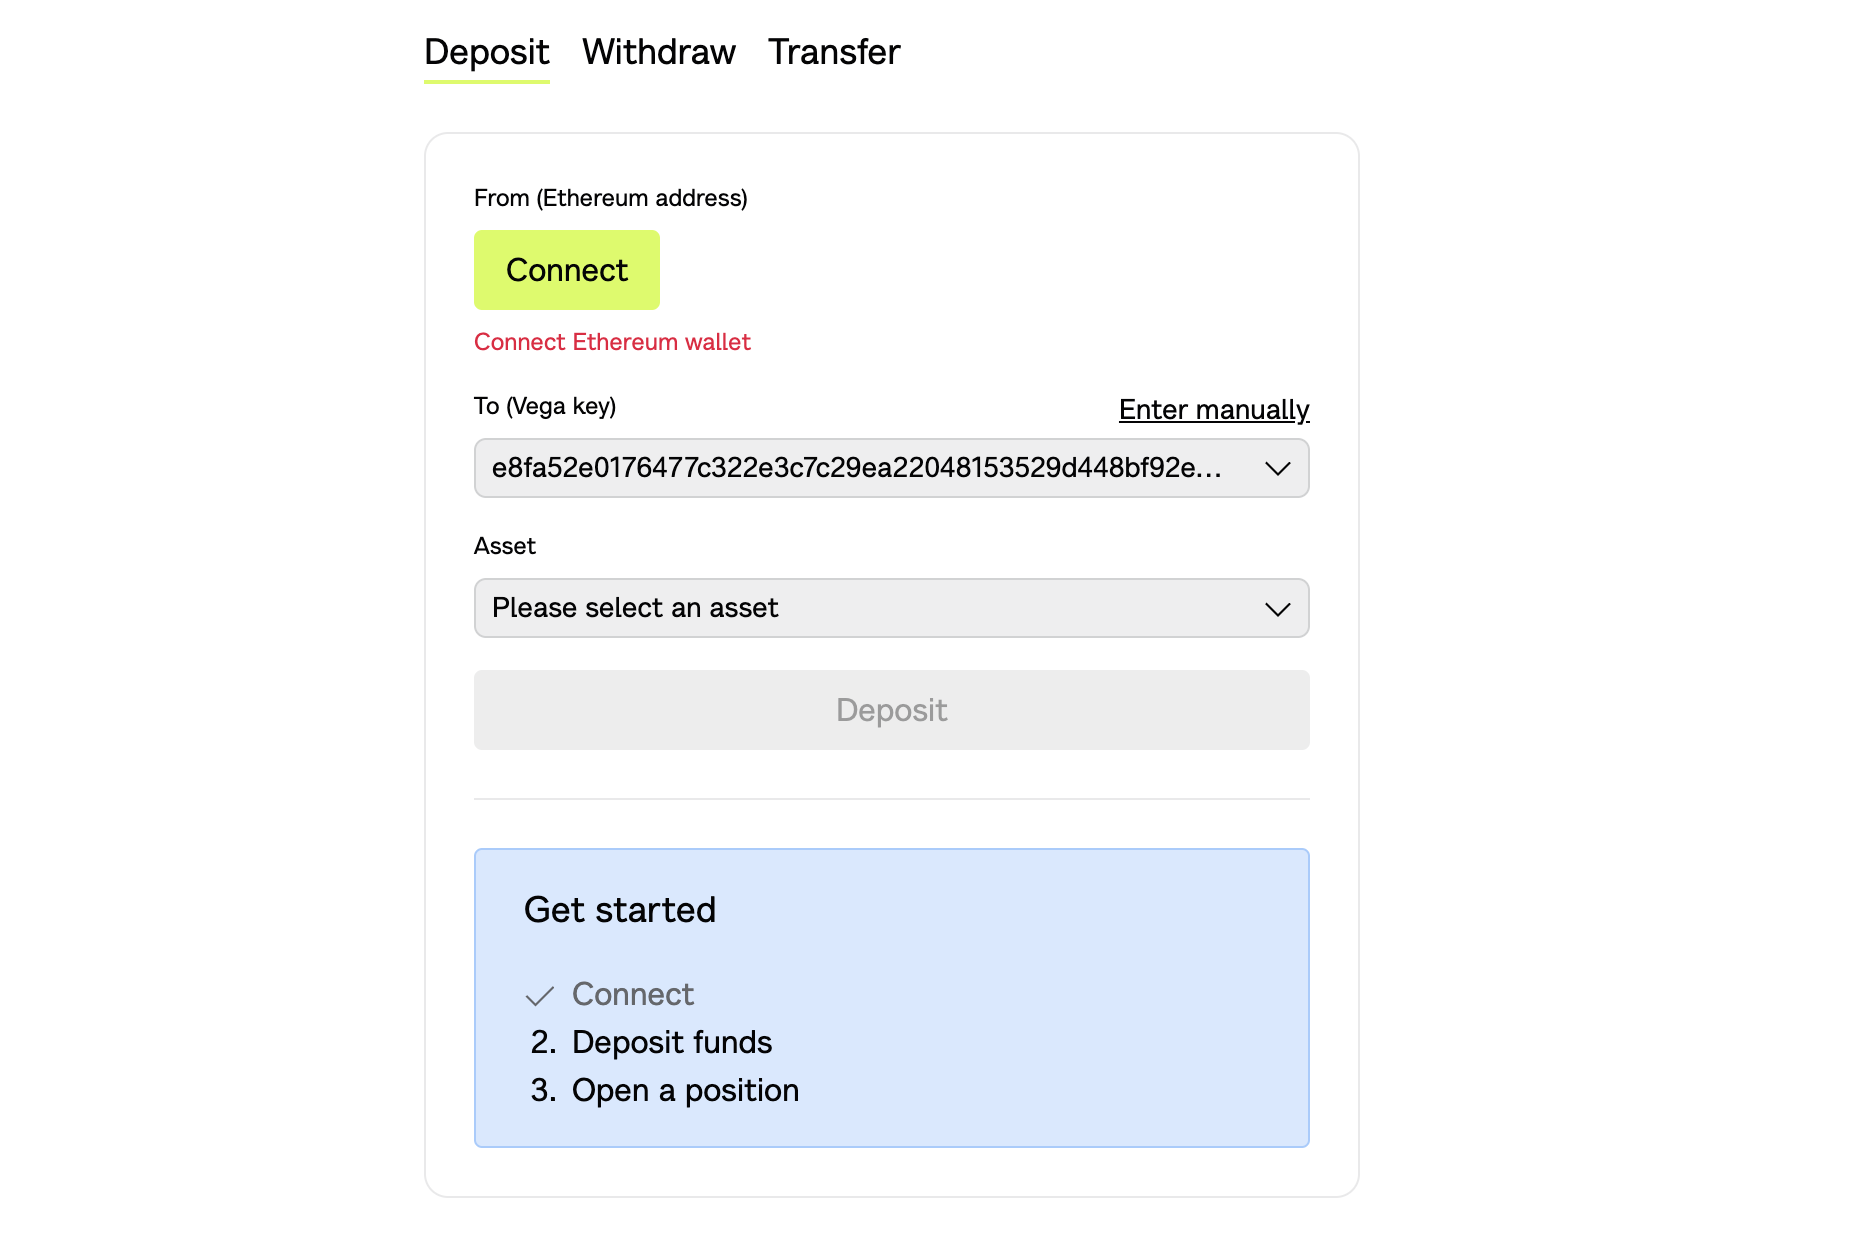 Deposit Withdraw Transfer
From (Ethereum address)
Connect
Connect Ethereum wallet
To (Vega key) Enter manually
e8fa52e0176477c322e3c7c29ea22048153529d448bf92e...
Asset
Please select an asset
Deposit
Get started
Connect
2. Deposit funds
3. Open a position